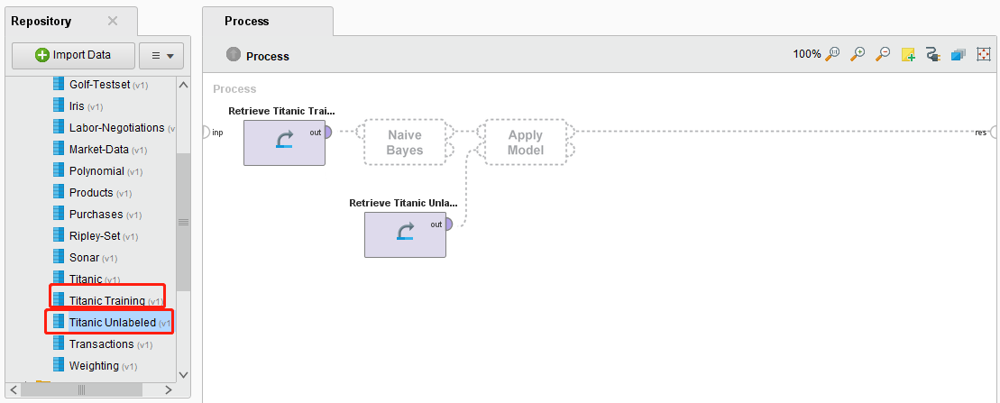 Repository
Import Data
Golf-Testset (v1)
Iris (v1)
Labor-Negotiations (v
Market-Data (v1)
Polynomial (v1)
Products (v1)
Purchases (v1)
Ripley-Set (v1)
Sonar (v1)
Titanic (v1)
Titanic Training (v1)
Titanic Unlabeled (v1
Transactions (v1)
Weighting (v1)
Process
Process
100%
Process
inp
Retrieve Titanic Trai...
out
Naive
Bayes
Apply
Model
res
Retrieve Titanic Unla...
out